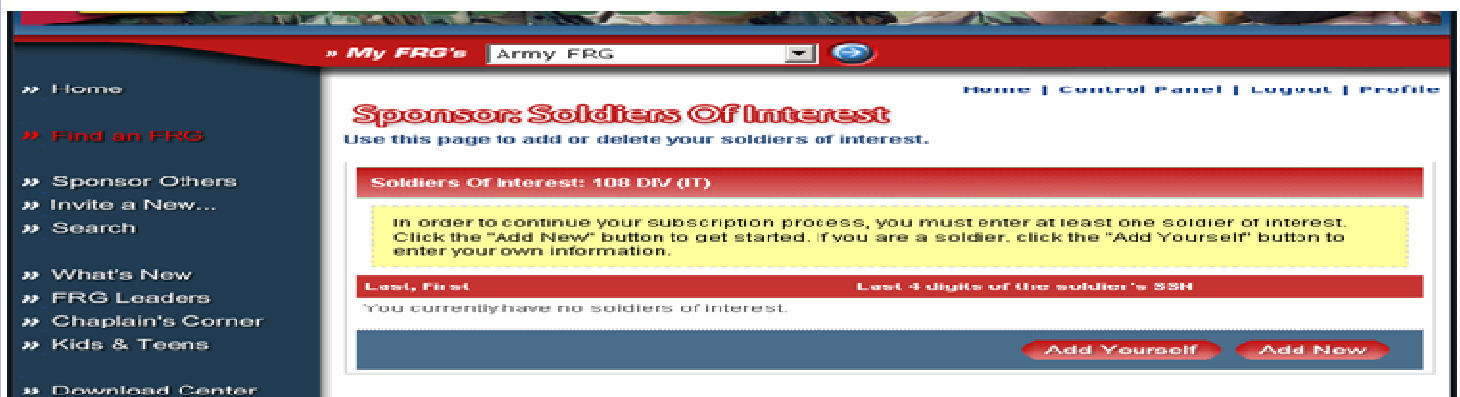 » My FRG's Army FRG
» Home
Home | Control Panel | Logout | Profile
Sponsor: Soldiers Of Interest
» Find an FRG
Use this page to add or delete your soldiers of interest.
» Sponsor Others
Soldiers Of Interest: 108 DIV (IT)
» Invite a New...
» Search
In order to continue your subscription process, you must enter at least one soldier of interest.
Click the "Add New" button to get started. If you are a soldier, click the "Add Yourself" button to
enter your own information.
» What's New
» FRG Leaders
Last, First Last 4 digits of the soldier's SSN
You currently have no soldiers of interest.
» Chaplain's Corner
» Kids & Teens
Add Yourself Add New
» Download Center